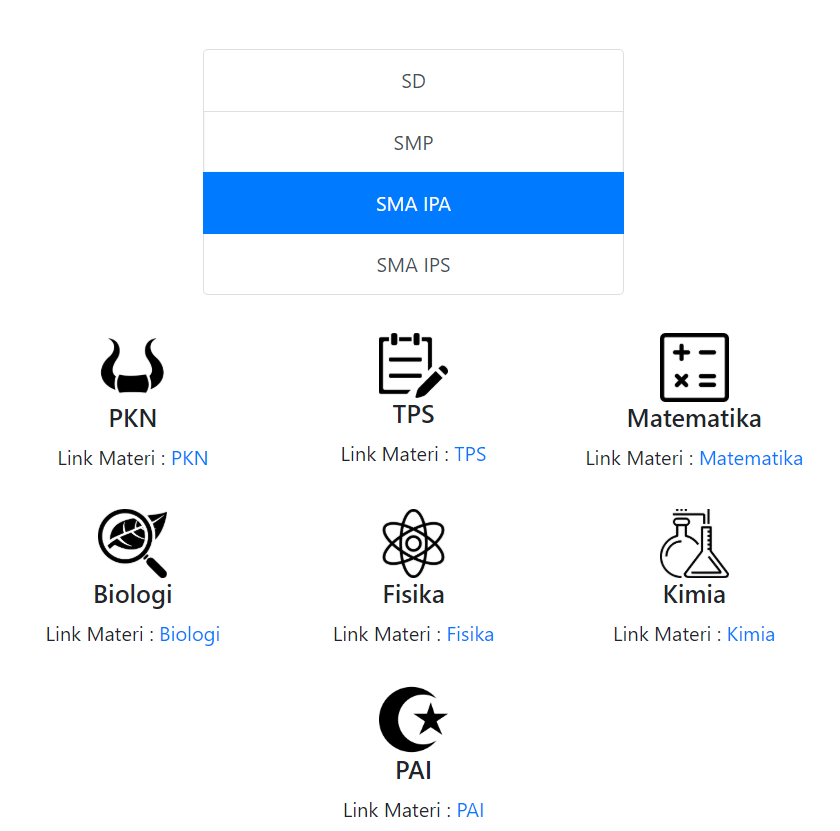 SD
SMP
SMA IPA
SMA IPS
PKN
Link Materi : PKN
TPS
Link Materi : TPS
Matematika
Link Materi : Matematika
Biologi
Link Materi : Biologi
Fisika
Link Materi : Fisika
Kimia
Link Materi : Kimia
PAI
Link Materi : PAI